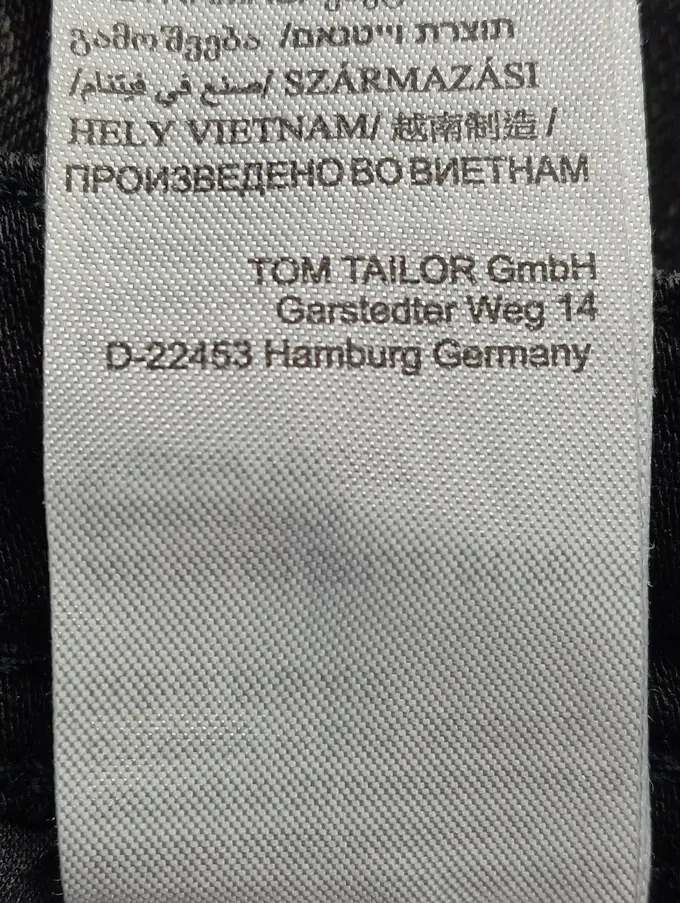 გამოშვება /תוצרת וייטנאם
/صنع في فيتنام/ SZÁRMAZÁSI
HELY VIETNAM/ 越南制造 /
ПРОИЗВЕДЕНО ВО ВИЕТНАМ
TOM TAILOR GmbH
Garstedter Weg 14
D-22453 Hamburg Germany